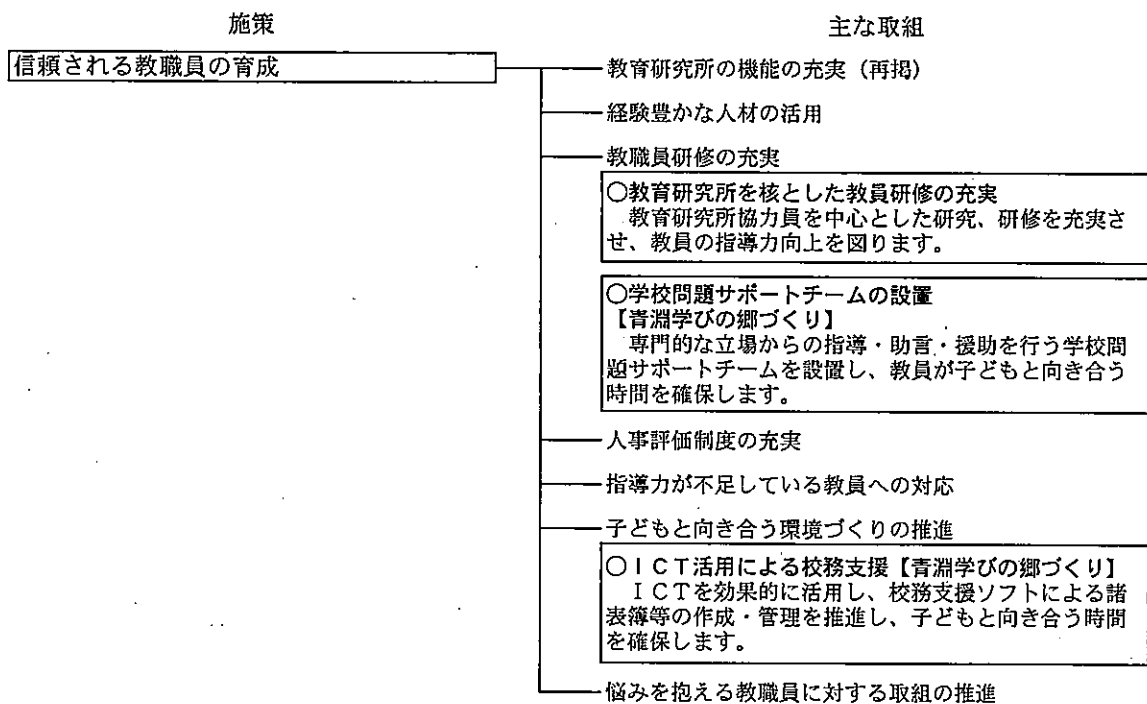 施策
主な取組
信頼される教職員の育成
教育研究所の機能の充実（再掲）
経験豊かな人材の活用
教職員研修の充実
○教育研究所を核とした教員研修の充実
教育研究所協力員を中心とした研究、研修を充実さ
せ、教員の指導力向上を図ります。
○学校問題サポートチームの設置
【青淵学びの郷づくり】
専門的な立場からの指導・助言・援助を行う学校問
題サポートチームを設置し、教員が子どもと向き合う
時間を確保します。
人事評価制度の充実
指導力が不足している教員への対応
子どもと向き合う環境づくりの推進
○ＩＣＴ活用による校務支援【青淵学びの郷づくり】
ＩＣＴを効果的に活用し、校務支援ソフトによる諸
表簿等の作成・管理を推進し、子どもと向き合う時間
を確保します。
悩みを抱える教職員に対する取組の推進